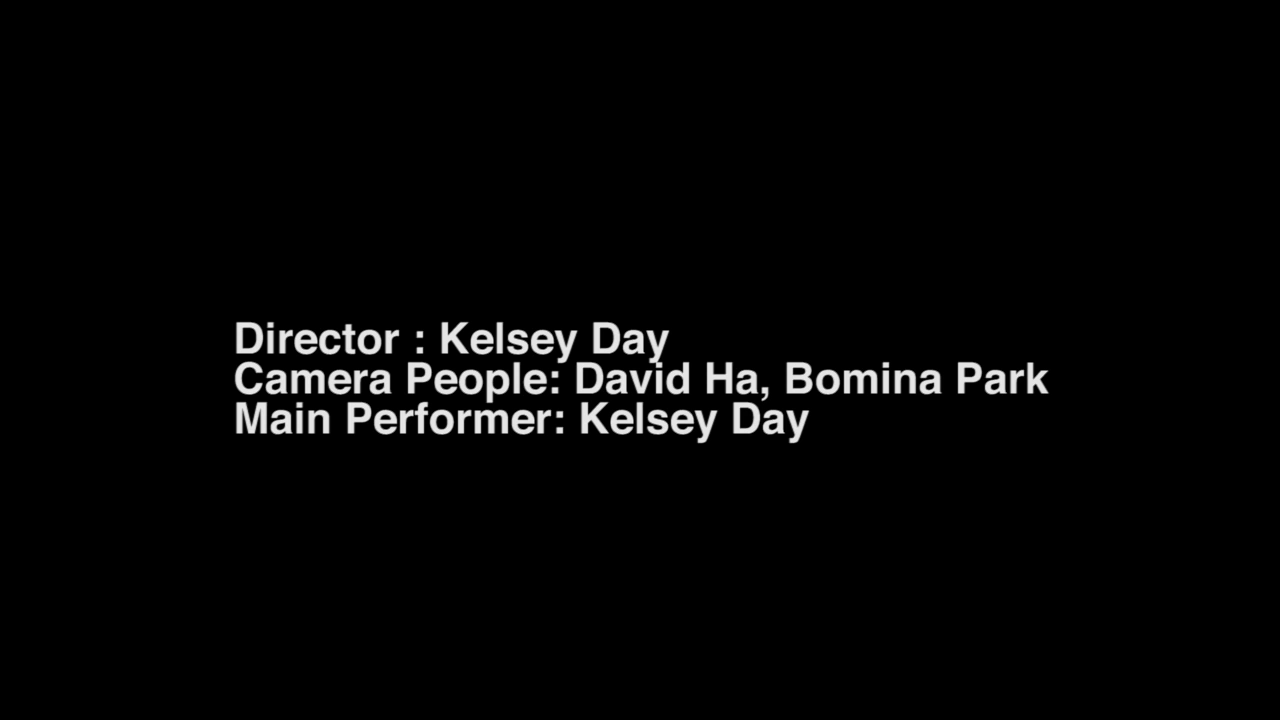 Director : Kelsey Day
Camera People: David Ha, Bomina Park
Main Performer: Kelsey Day